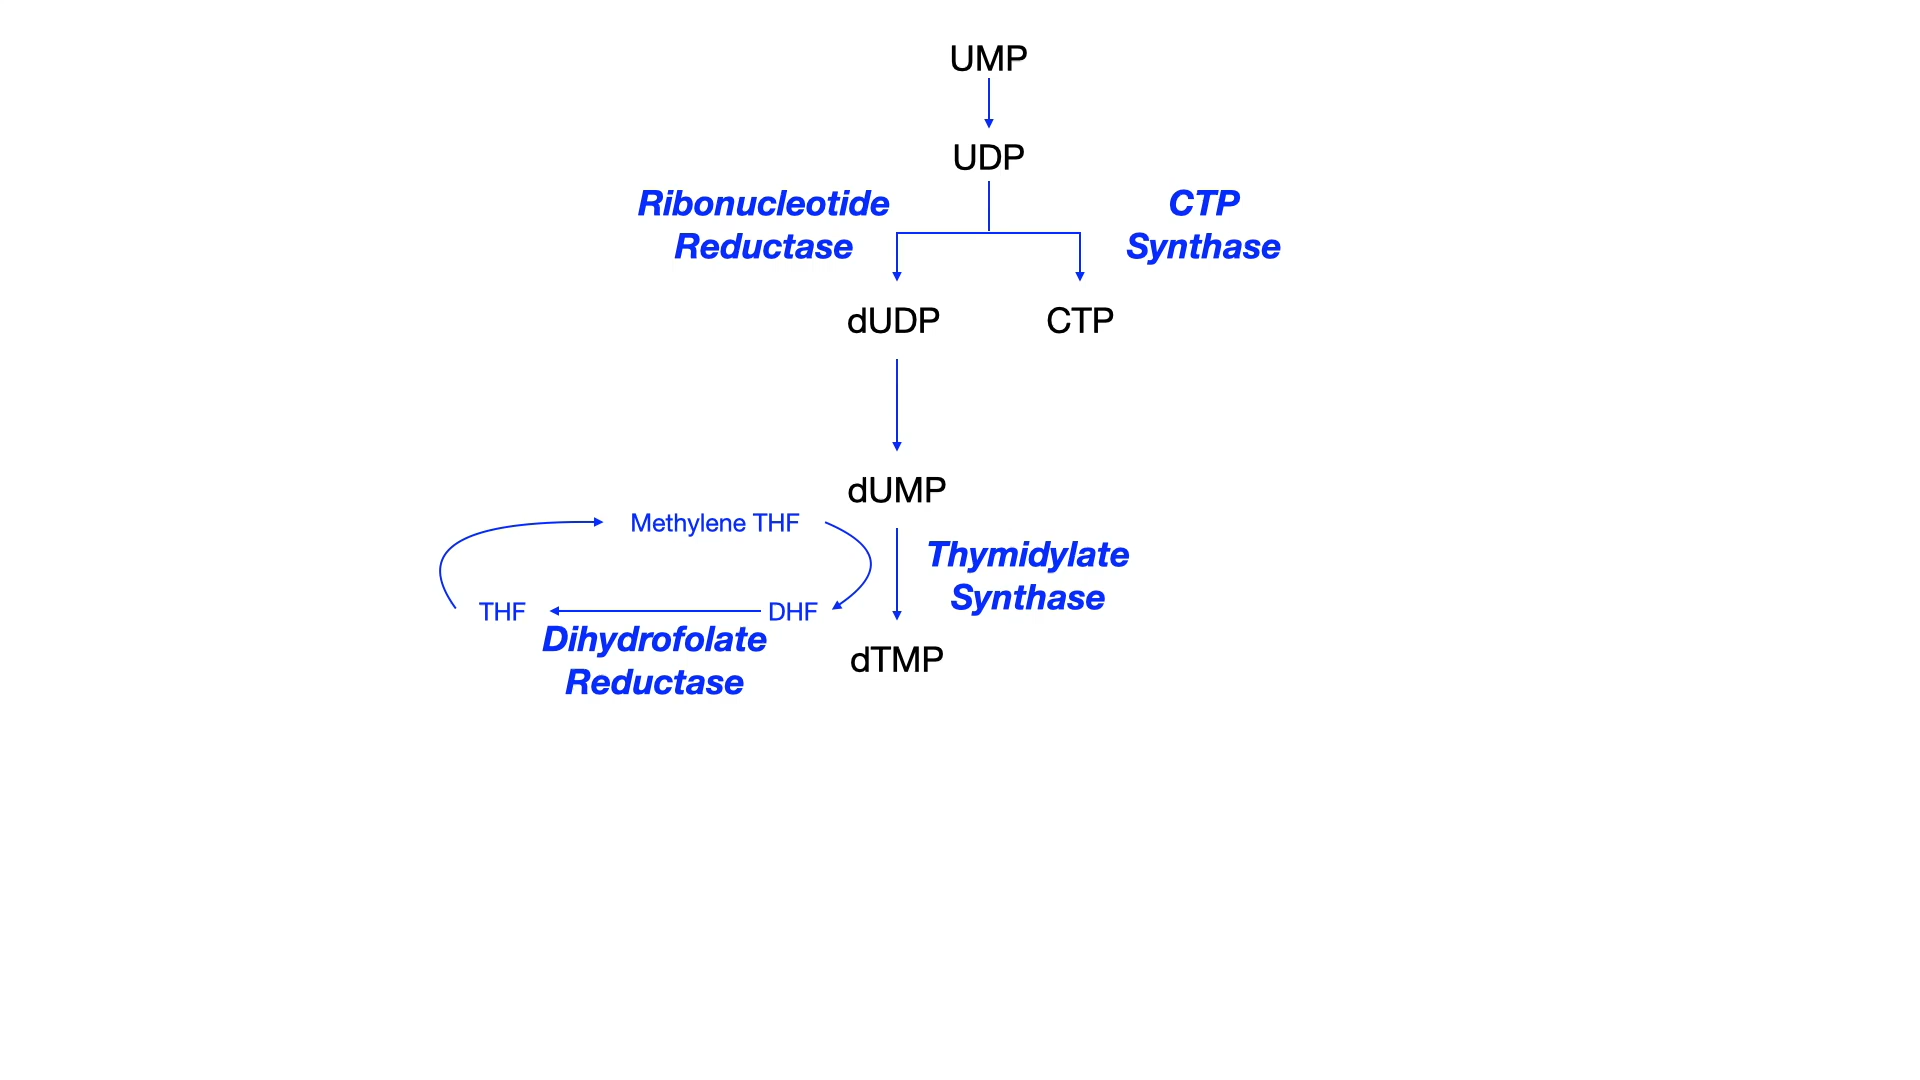 UMP
UDP
Ribonucleotide
Reductase
CTP
Synthase
dUDP
CTP
dUMP
Methylene THF
Thymidylate
Synthase
THF
DHF
Dihydrofolate
Reductase
dTMP